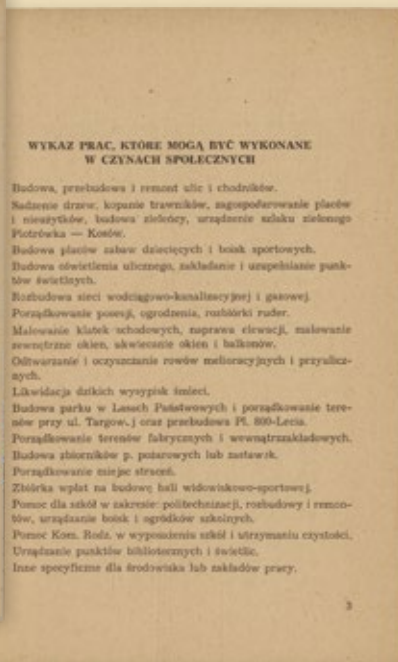 WYKAZ PRAC, KTÓRE MOGĄ BYĆ WYKONANE
W CZYNACH SPOŁECZNYCH
Budowa, przebudowa i remont ulic i chodników.
Sadzenie drzew, kopanie trawników, zagospodarowanie placów
i nieużytków, budowa zieleńcy, urządzenie szlaku zielonego
Piotrówka — Kosów.
Budowa placów zabaw dziecięcych i boisk sportowych.
Budowa oświetlenia ulicznego, zakładanie i uzupełnianie punk-
tów świetlnych.
Rozbudowa sieci wodciągowo-kanalizacyjnej i gazowej.
Porządkowanie posesji, ogrodzenia, rozbiórki ruder.
Malowanie klatek schodowych, naprawa elewacji, malowanie
zewnętrzne okien, ukwiecanie okien i balkonów.
Odtwarzanie i oczyszczanie rowów melioracyjnych i przyulicz-
nych.
Likwidacja dzikich wysypisk śmieci.
Budowa parku w Lasach Państwowych i porządkowanie tere-
nów przy ul. Targow.j oraz przebudowa Pl. 800-Lecia.
Porządkowanie terenów fabrycznych i wewnątrzzakładowych.
Budowa zbiorników p. pożarowych lub zastawek.
Porządkowanie miejsc straceń.
Zbiórka wpłat na budowę hali widowiskowo-sportowej.
Pomoc dla szkół w zakresie: politechnizacji, rozbudowy i remon-
tów, urządzanie boisk i ogródków szkolnych.
Pomoc Kom. Rodz. w wyposażeniu szkół i utrzymaniu czystości.
Urządzanie punktów bibliotecznych i świetlic.
Inne specyficzne dla środowiska lub zakładów pracy.
3